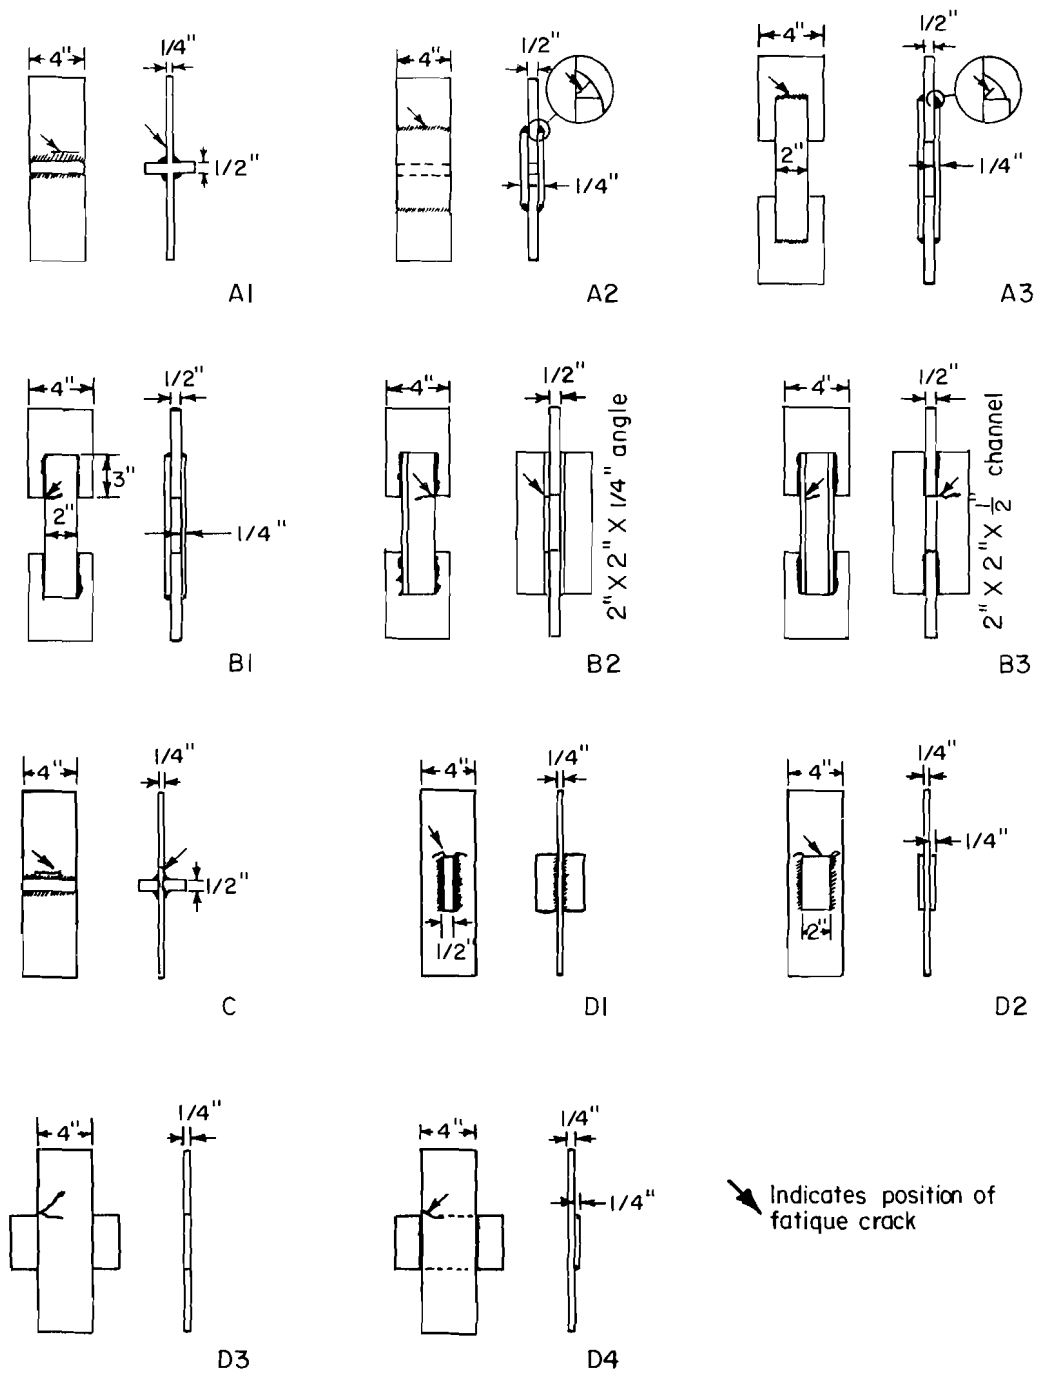 4" 1/4" 1/2"
A1
4" 1/2" 1/4"
A2
4" 1/2" 2" 1/4"
A3
4" 1/2" 3" 2" 1/4"
B1
4" 1/2"
2" X 2" X 1/4" angle
B2
4" 1/2"
2" X 2" X 1/2" channel
B3
4" 1/4" 1/2"
C
4" 1/4" 1/2"
D1
4" 1/4" 1/4" 2"
D2
4" 1/4"
D3
4" 1/4" 1/4"
D4
Indicates position of
fatique crack